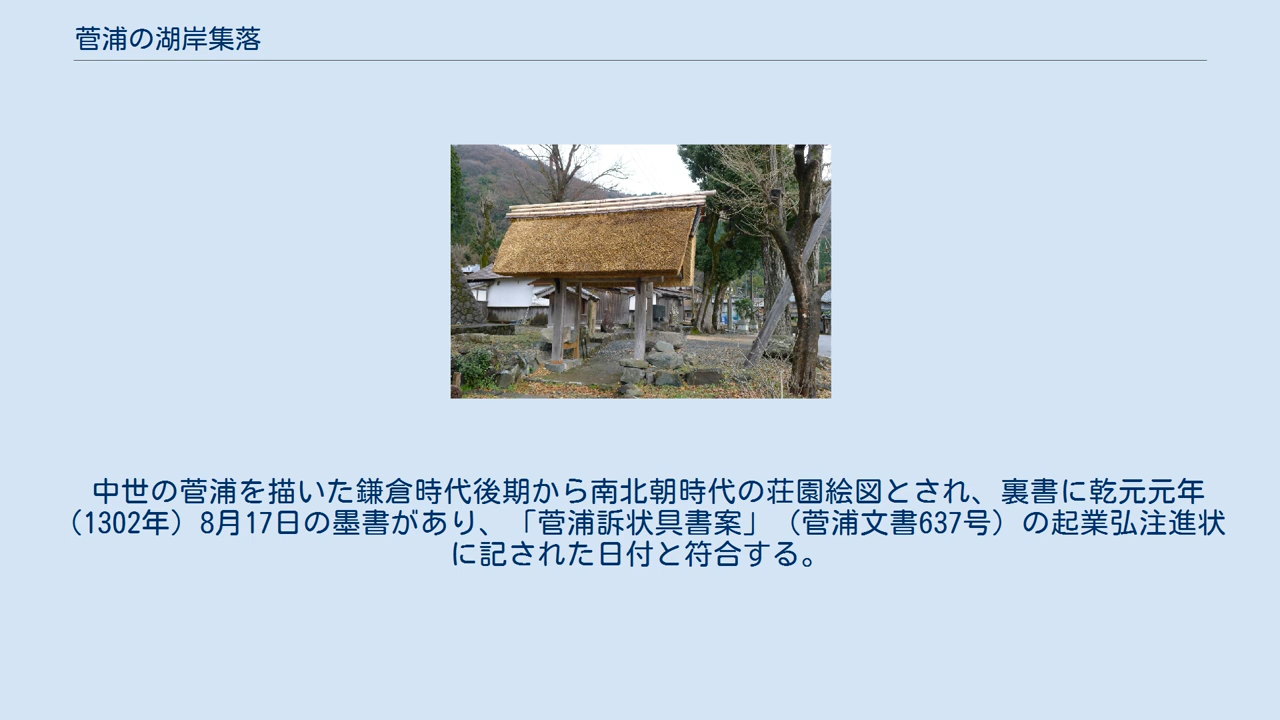 菅浦の湖岸集落
中世の菅浦を描いた鎌倉時代後期から南北朝時代の荘園絵図とされ、裏書に乾元元年
（1302年）8月17日の墨書があり、「菅浦訴状具書案」（菅浦文書637号）の起業弘注進状
に記された日付と符合する。